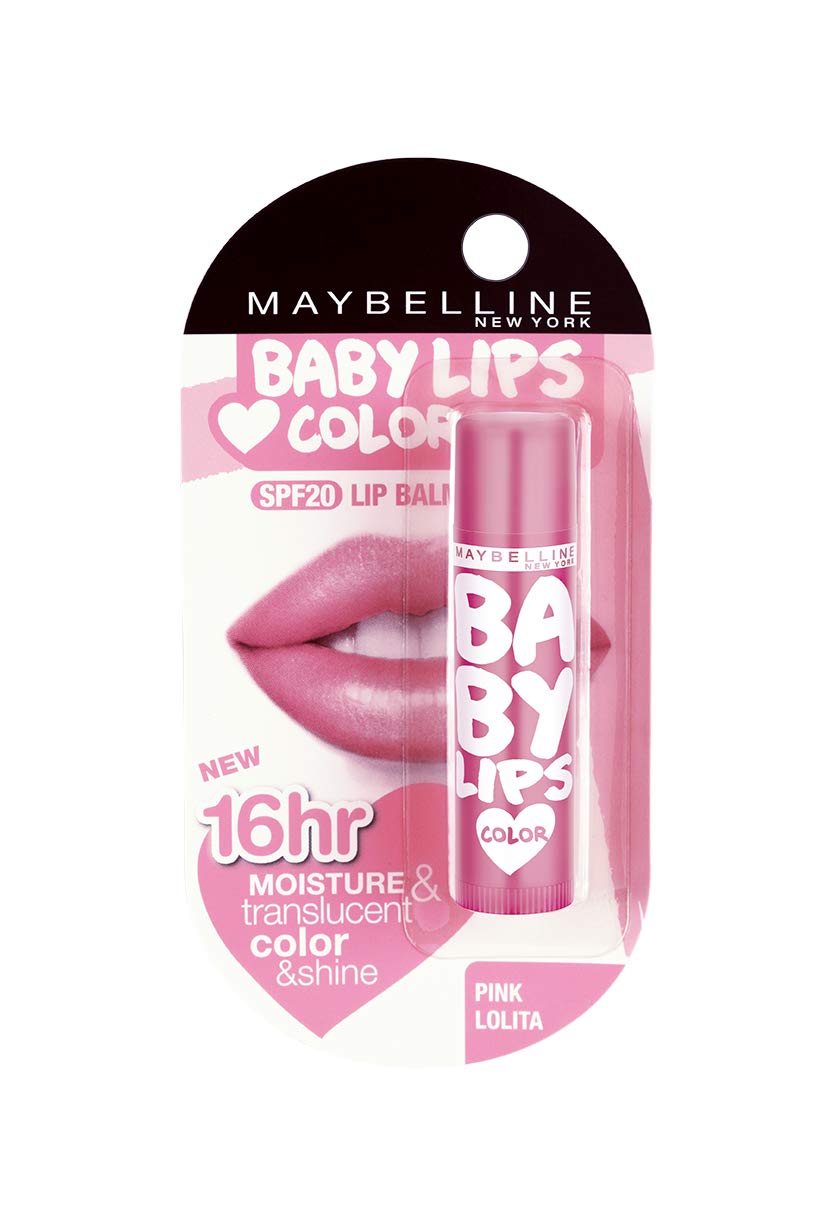 MAYBELLINE
NEW YORK
BABY LIPS
COLOR
SPF20 LIP BALM
MAYBELLINE
NEW YORK
BA
BY
LIPS
COLOR
NEW
16hr
MOISTURE &
translucent
color
&shine
PINK
LOLITA